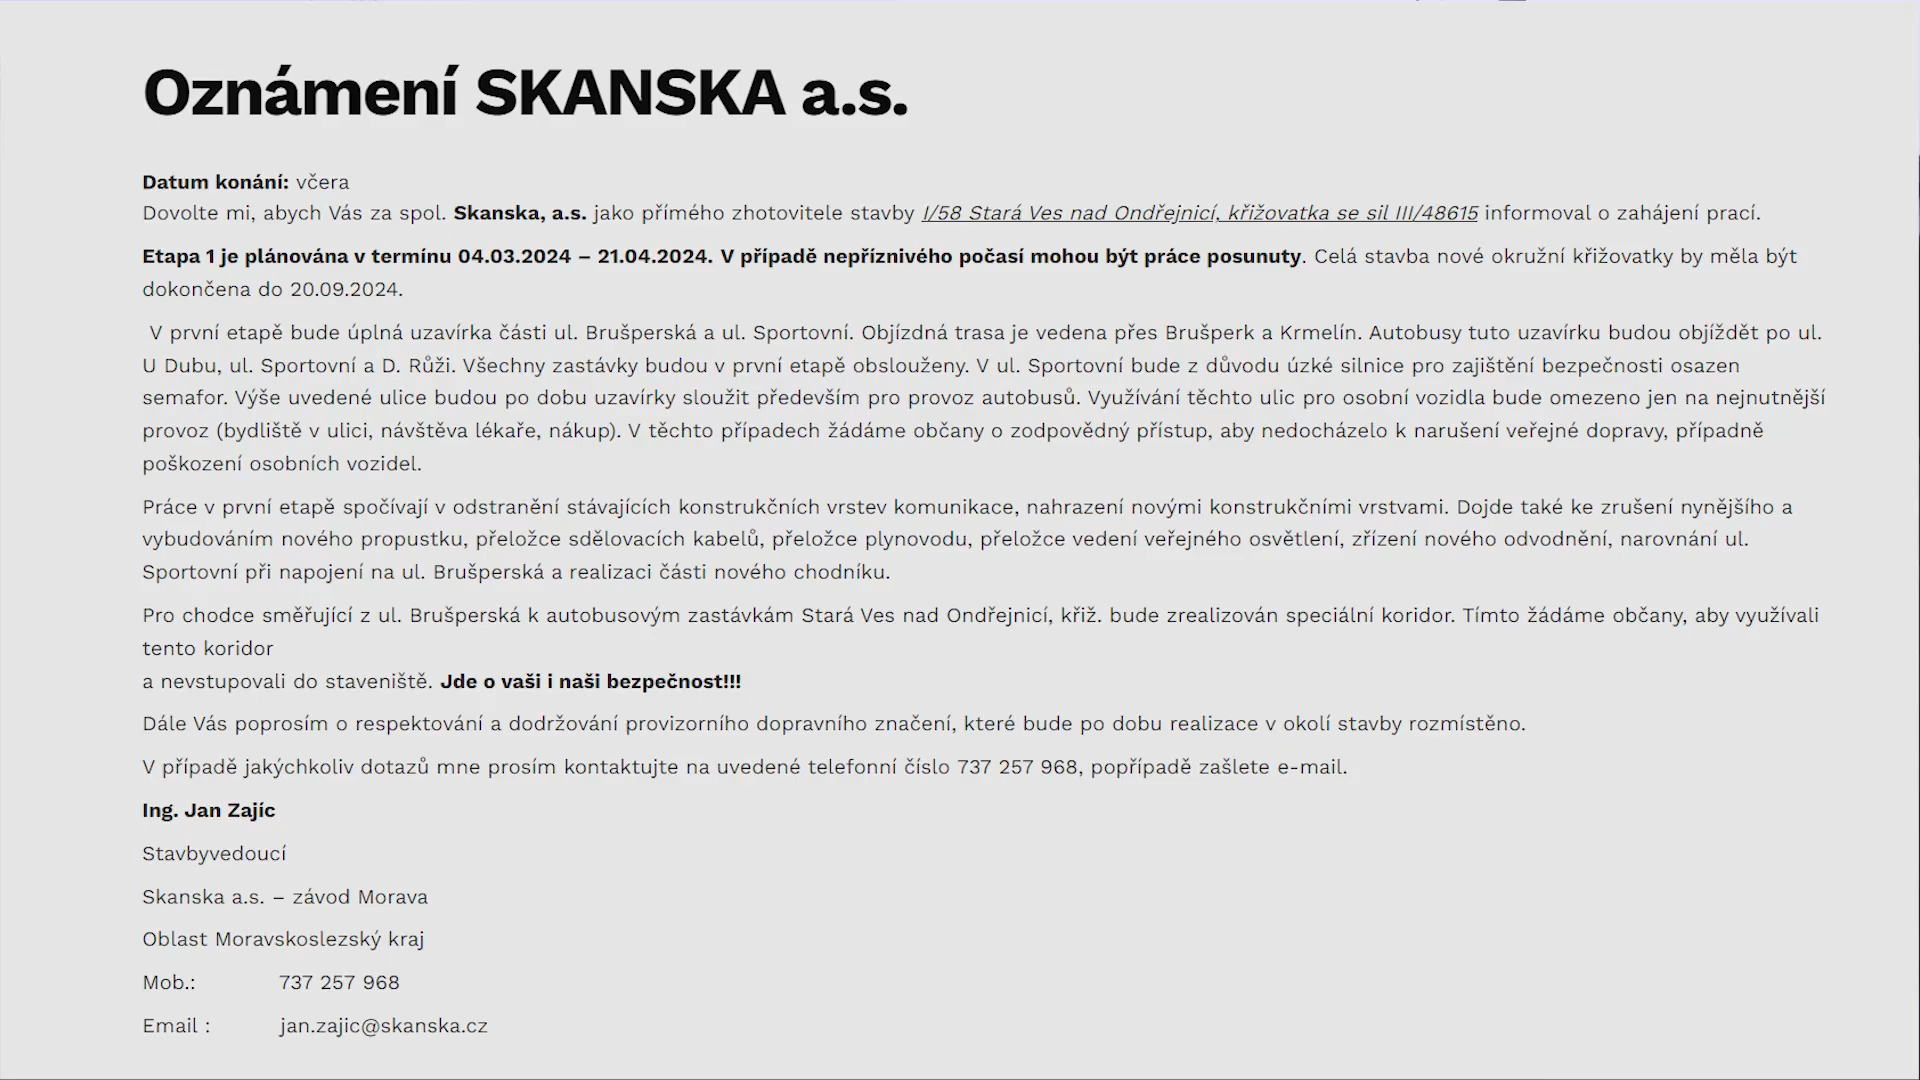 Oznámení SKANSKA a.s.
Datum konání: včera
Dovolte mi, abych Vás za spol. Skanska, a.s. jako přímého zhotovitele stavby I/58 Stará Ves nad Ondřejnicí, křižovatka se sil III/48615 informoval o zahájení prací.
Etapa 1 je plánována v termínu 04.03.2024 – 21.04.2024. V případě nepříznivého počasí mohou být práce posunuty. Celá stavba nové okružní křižovatky by měla být
dokončena do 20.09.2024.
V první etapě bude úplná uzavírka části ul. Brušperská a ul. Sportovní. Objízdná trasa je vedena přes Brušperk a Krmelín. Autobusy tuto uzavírku budou objíždět po ul.
U Dubu, ul. Sportovní a D. Růži. Všechny zastávky budou v první etapě obslouženy. V ul. Sportovní bude z důvodu úzké silnice pro zajištění bezpečnosti osazen
semafor. Výše uvedené ulice budou po dobu uzavírky sloužit především pro provoz autobusů. Využívání těchto ulic pro osobní vozidla bude omezeno jen na nejnutnější
provoz (bydliště v ulici, návštěva lékaře, nákup). V těchto případech žádáme občany o zodpovědný přístup, aby nedocházelo k narušení veřejné dopravy, případně
poškození osobních vozidel.
Práce v první etapě spočívají v odstranění stávajících konstrukčních vrstev komunikace, nahrazení novými konstrukčními vrstvami. Dojde také ke zrušení nynějšího a
vybudováním nového propustku, přeložce sdělovacích kabelů, přeložce plynovodu, přeložce vedení veřejného osvětlení, zřízení nového odvodnění, narovnání ul.
Sportovní při napojení na ul. Brušperská a realizaci části nového chodníku.
Pro chodce směřující z ul. Brušperská k autobusovým zastávkám Stará Ves nad Ondřejnicí, křiž. bude zrealizován speciální koridor. Tímto žádáme občany, aby využívali
tento koridor
a nevstupovali do staveniště. Jde o vaši i naši bezpečnost!!!
Dále Vás poprosím o respektování a dodržování provizorního dopravního značení, které bude po dobu realizace v okolí stavby rozmístěno.
V případě jakýchkoliv dotazů mne prosím kontaktujte na uvedené telefonní číslo 737 257 968, popřípadě zašlete e-mail.
Ing. Jan Zajíc
Stavbyvedoucí
Skanska a.s. – závod Morava
Oblast Moravskoslezský kraj
Mob.: 737 257 968
Email : jan.zajic@skanska.cz